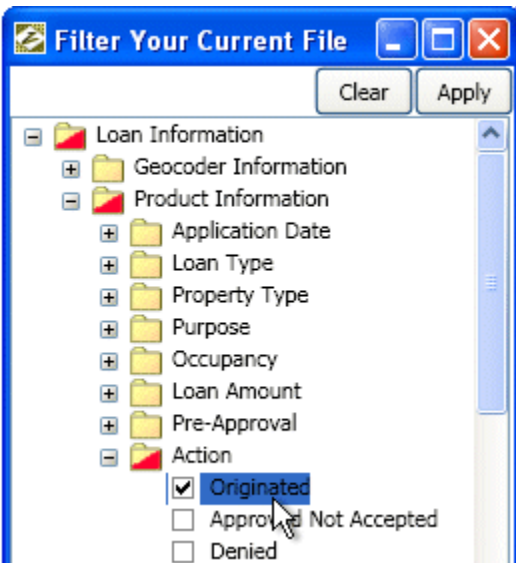 Filter Your Current File
Clear Apply
Loan Information
Geocoder Information
Product Information
Application Date
Loan Type
Property Type
Purpose
Occupancy
Loan Amount
Pre-Approval
Action
Originated
Approved Not Accepted
Denied